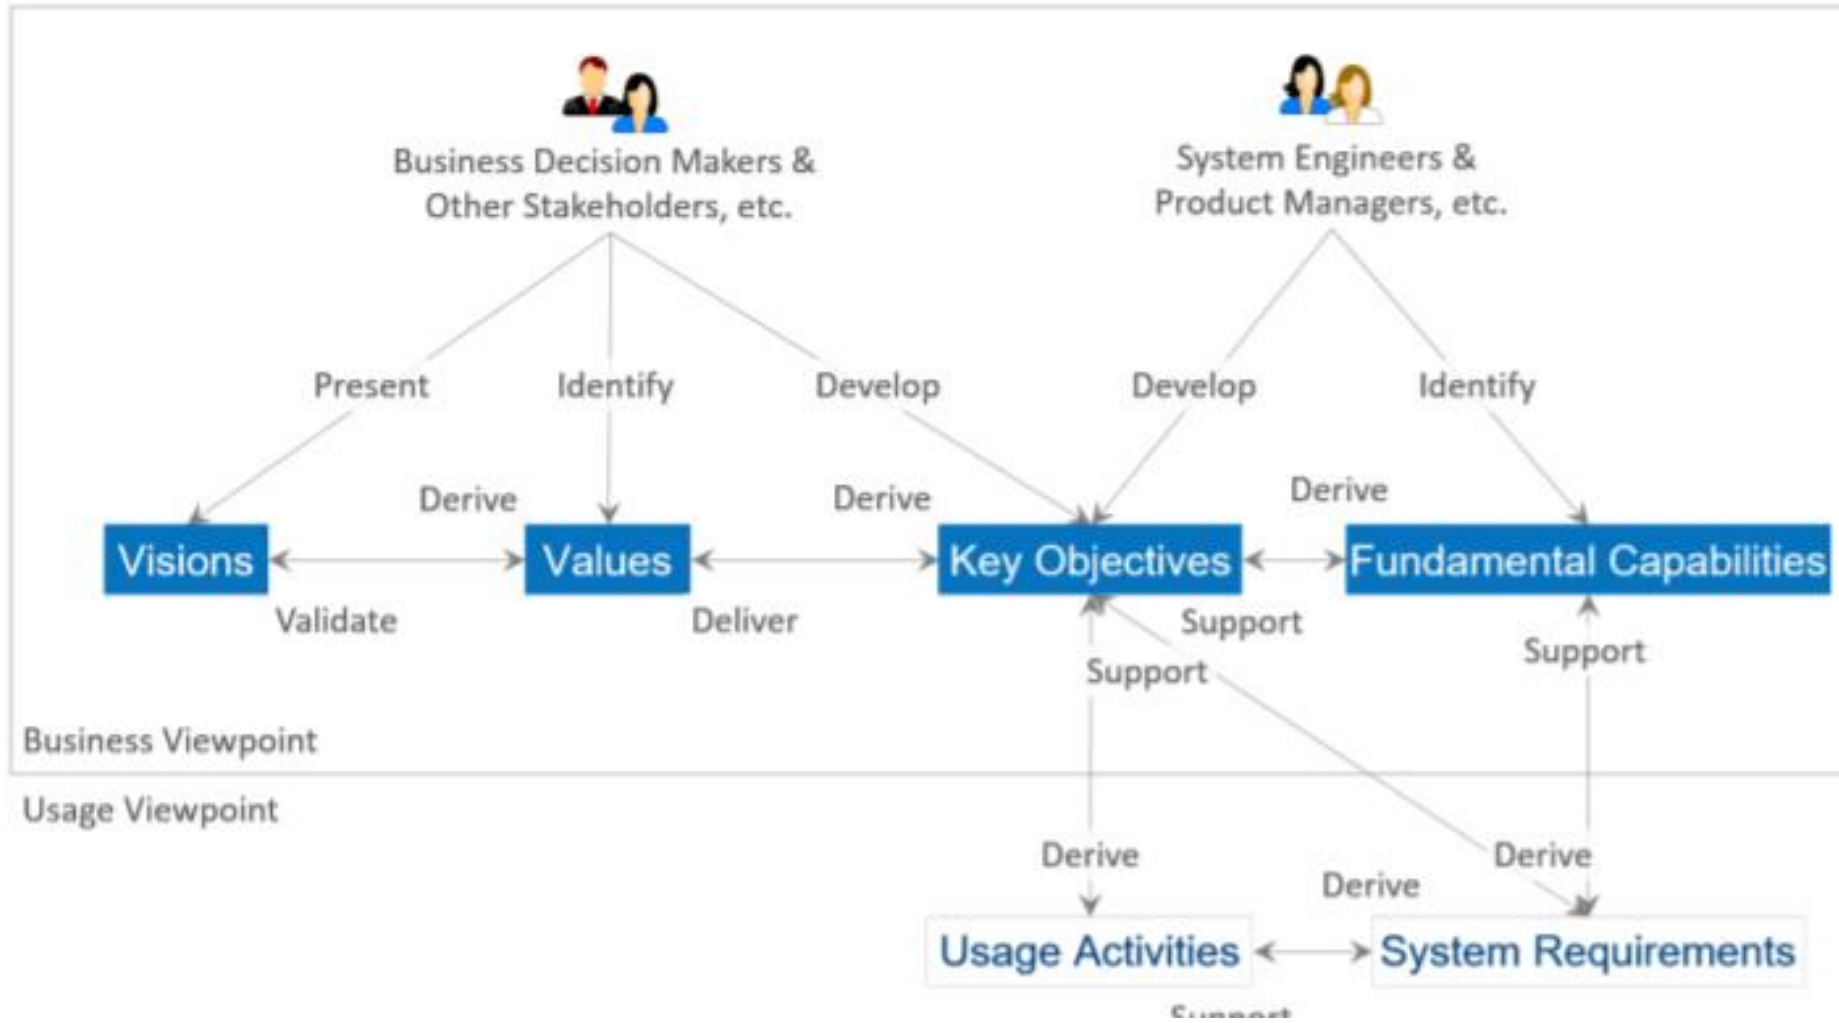 Business Decision Makers &
Other Stakeholders, etc.
System Engineers &
Product Managers, etc.
Present
Identify
Develop
Develop
Identify
Derive
Derive
Derive
Visions
Values
Key Objectives
Fundamental Capabilities
Validate
Deliver
Support
Support
Support
Business Viewpoint
Usage Viewpoint
Derive
Derive
Derive
Usage Activities
System Requirements
Support